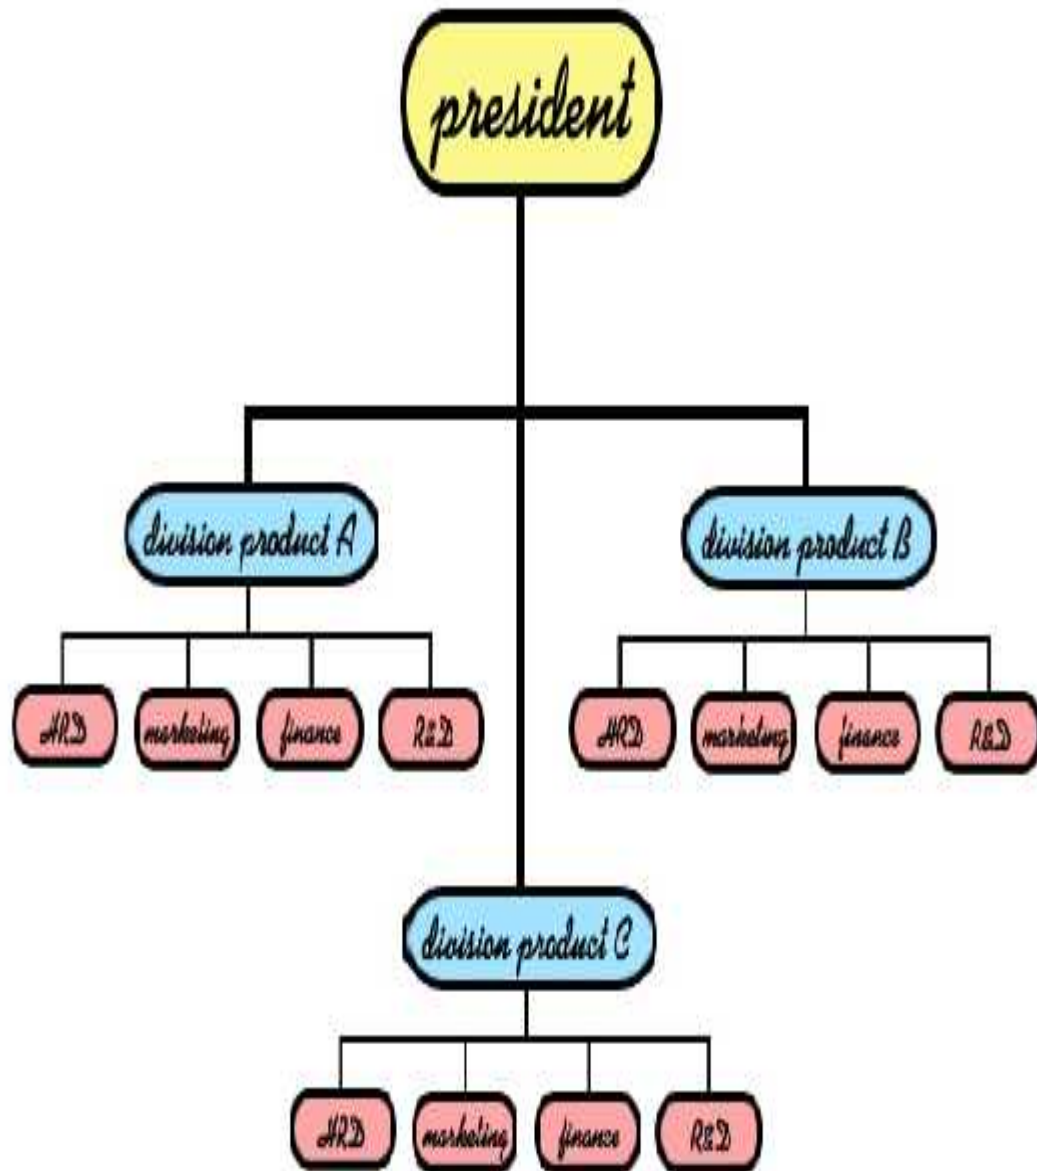 president
division product A
division product B
HRD
marketing
finance
R&D
HRD
marketing
finance
R&D
division product C
HRD
marketing
finance
R&D